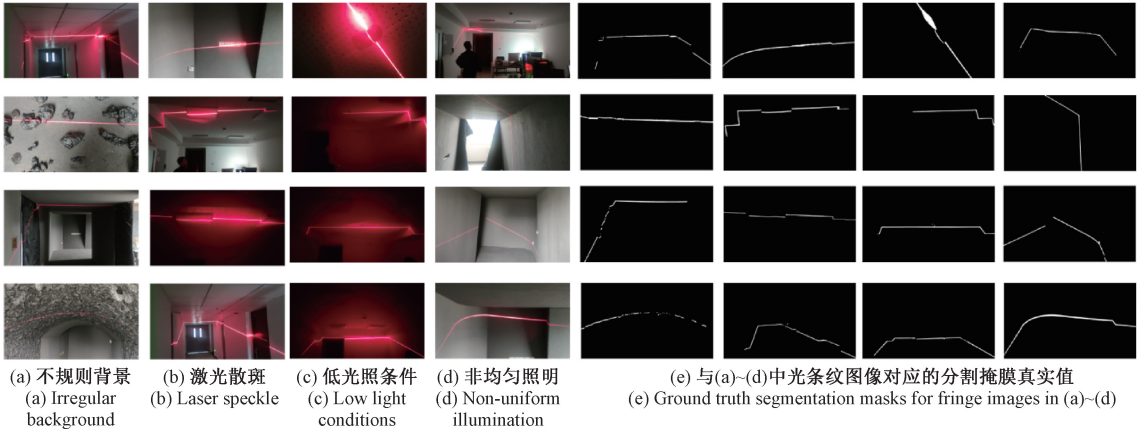 (a) 不规则背景
(a) Irregular
background
(b) 激光散斑
(b) Laser speckle
(c) 低光照条件
(c) Low light
conditions
(d) 非均匀照明
(d) Non-uniform
illumination
(e) 与(a)~(d)中光条纹图像对应的分割掩膜真实值
(e) Ground truth segmentation masks for fringe images in (a)~(d)